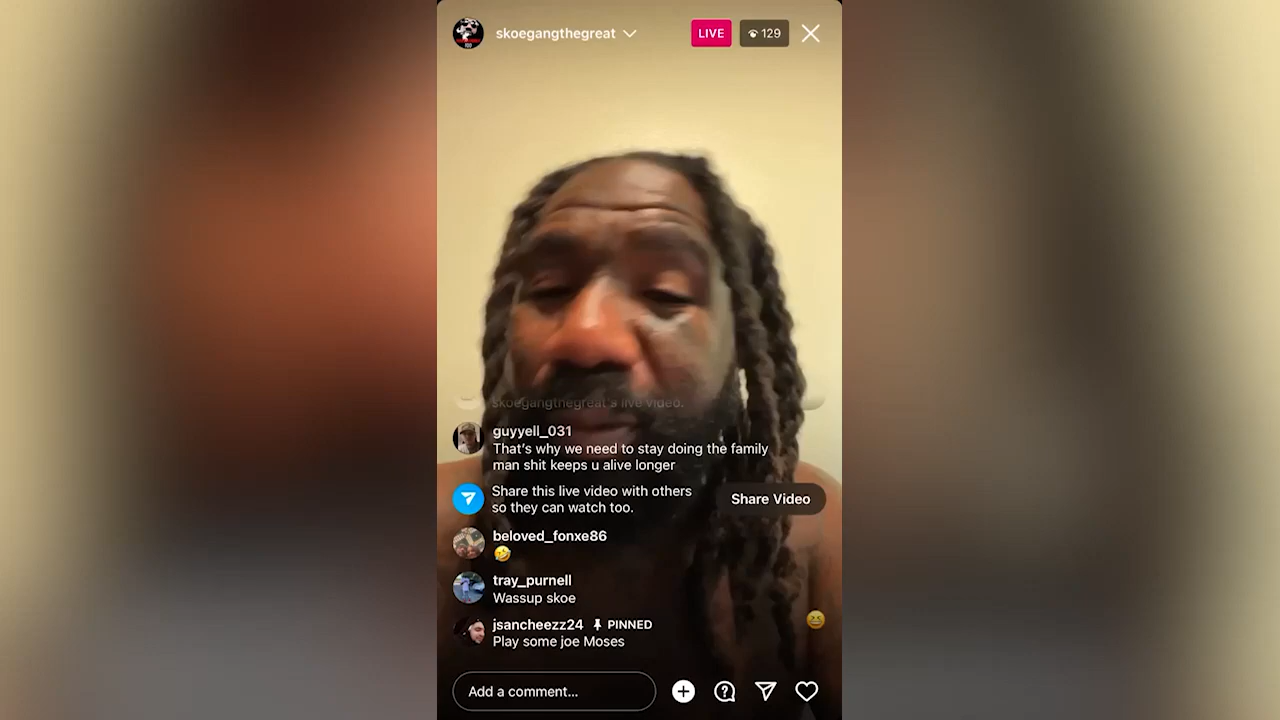 skoegangthegreat
LIVE
129
skoegangthegreat's live video.
guyyell_031
That's why we need to stay doing the family
man shit keeps u alive longer
Share this live video with others
so they can watch too.
Share Video
beloved_fonxe86
🤣
tray_purnell
Wassup skoe
jsancheezz24 PINNED
Play some joe Moses
Add a comment...